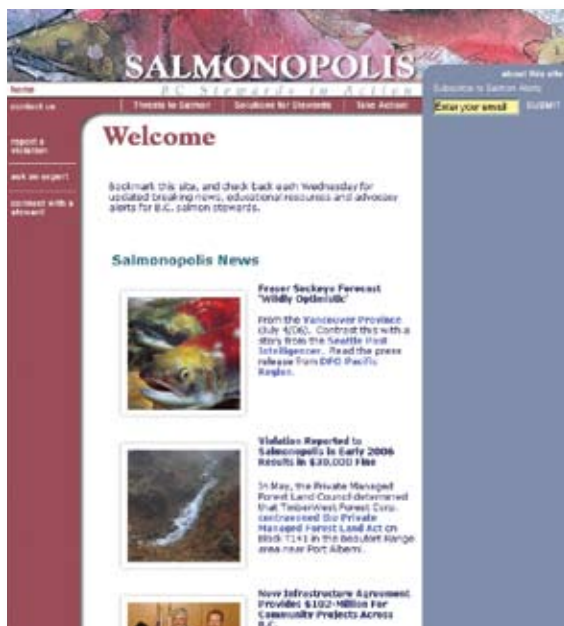 SALMONOPOLIS
BC Stewards in Action
about this site
home
Subscribe to Salmon Alerts
contact us
Threats to Salmon
Solutions for Stewards
Take Action
Enter your email
SUBMIT
report a
violation
ask an expert
connect with a
steward
Welcome
Bookmark this site, and check back each Wednesday for
updated breaking news, educational resources and advocacy
alerts for B.C. salmon stewards.
Salmonopolis News
Fraser Sockeye Forecast
'Wildly Optimistic'
From the Vancouver Province
(July 4/06). Contrast this with a
story from the Seattle Post
Intelligencer. Read the press
release from DFO Pacific
Region.
Violation Reported to
Salmonopolis in Early 2006
Results in $30,000 Fine
In May, the Private Managed
Forest Land Council determined
that TimberWest Forest Corp.
contravened the Private
Managed Forest Land Act on
Block T141 in the Beaufort Range
area near Port Alberni.
New Infrastructure Agreement
Provides $102-Million For
Community Projects Across
B.C.